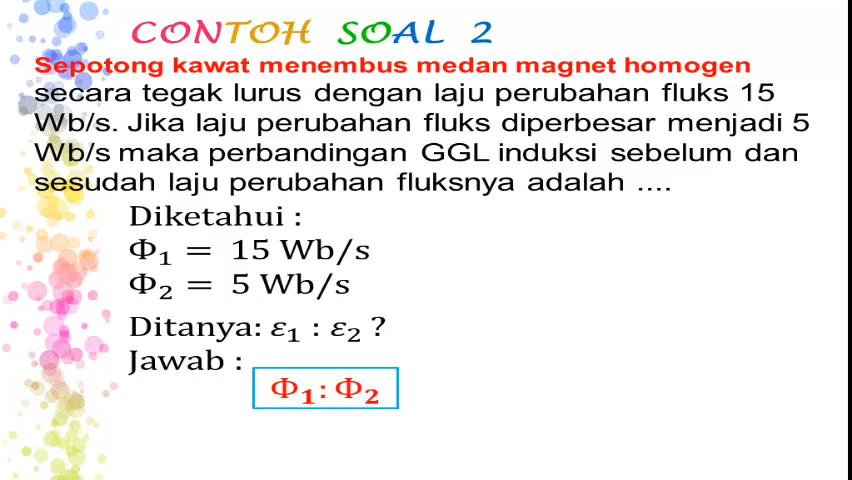 CONTOH SOAL 2
Sepotong kawat menembus medan magnet homogen
secara tegak lurus dengan laju perubahan fluks 15
Wb/s. Jika laju perubahan fluks diperbesar menjadi 5
Wb/s maka perbandingan GGL induksi sebelum dan
sesudah laju perubahan fluksnya adalah ....
Diketahui :
Φ₁ = 15 Wb/s
Φ₂ = 5 Wb/s
Ditanya: ε₁ : ε₂ ?
Jawab :
Φ₁: Φ₂